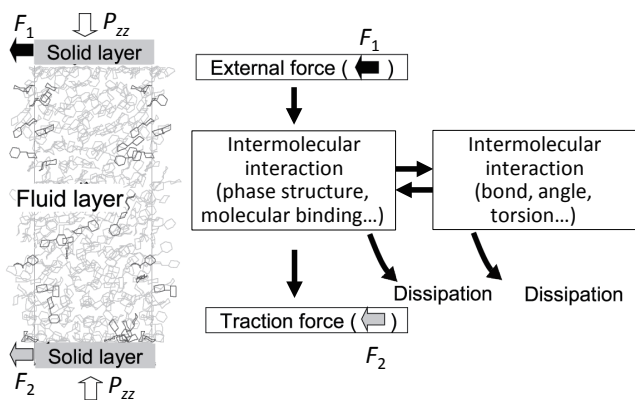 F1
Pzz
Solid layer
Fluid layer
Solid layer
F2
Pzz
F1
External force ( )
Intermolecular
interaction
(phase structure,
molecular binding…)
Intermolecular
interaction
(bond, angle,
torsion…)
Dissipation
Dissipation
Traction force ( )
F2